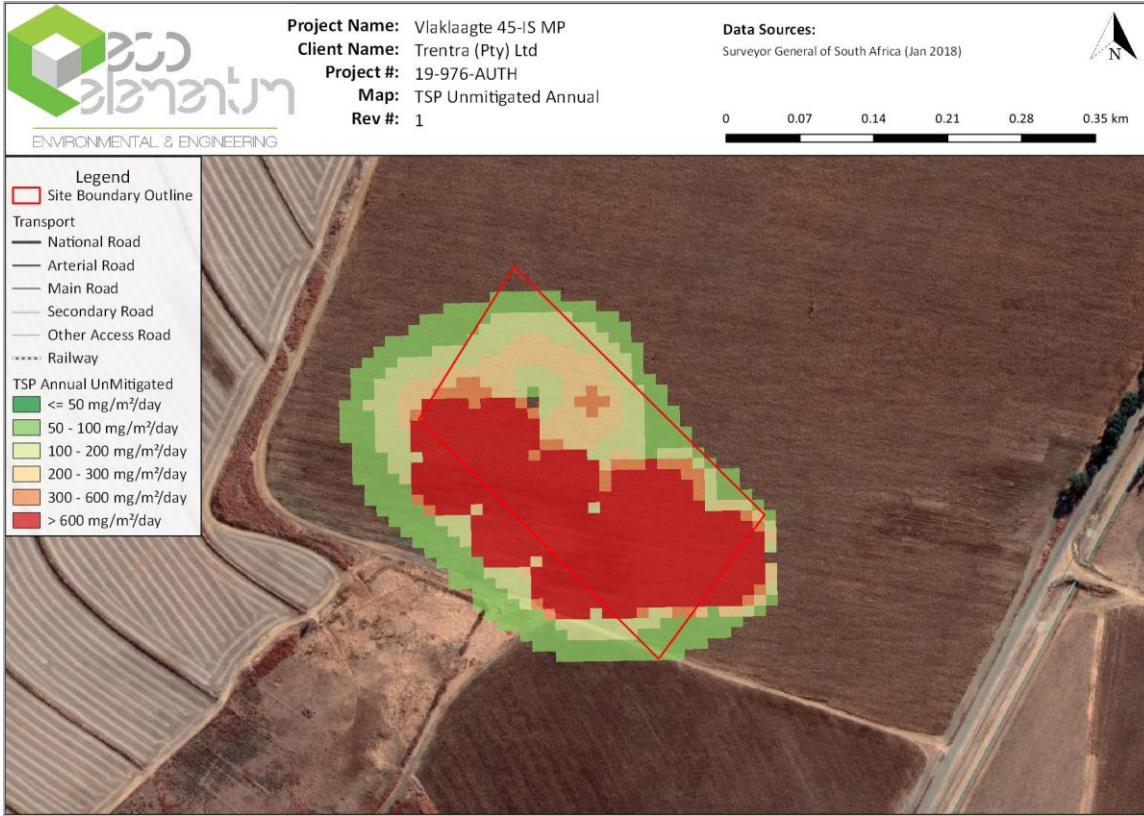 eco
elementum
ENVIRONMENTAL & ENGINEERING
Project Name: Vlaklaagte 45-IS MP
Client Name: Trentra (Pty) Ltd
Project #: 19-976-AUTH
Map: TSP Unmitigated Annual
Rev #: 1
Data Sources:
Surveyor General of South Africa (Jan 2018)
N
0 0.07 0.14 0.21 0.28 0.35 km
Legend
Site Boundary Outline
Transport
National Road
Arterial Road
Main Road
Secondary Road
Other Access Road
Railway
TSP Annual UnMitigated
<= 50 mg/m²/day
50 - 100 mg/m²/day
100 - 200 mg/m²/day
200 - 300 mg/m²/day
300 - 600 mg/m²/day
> 600 mg/m²/day